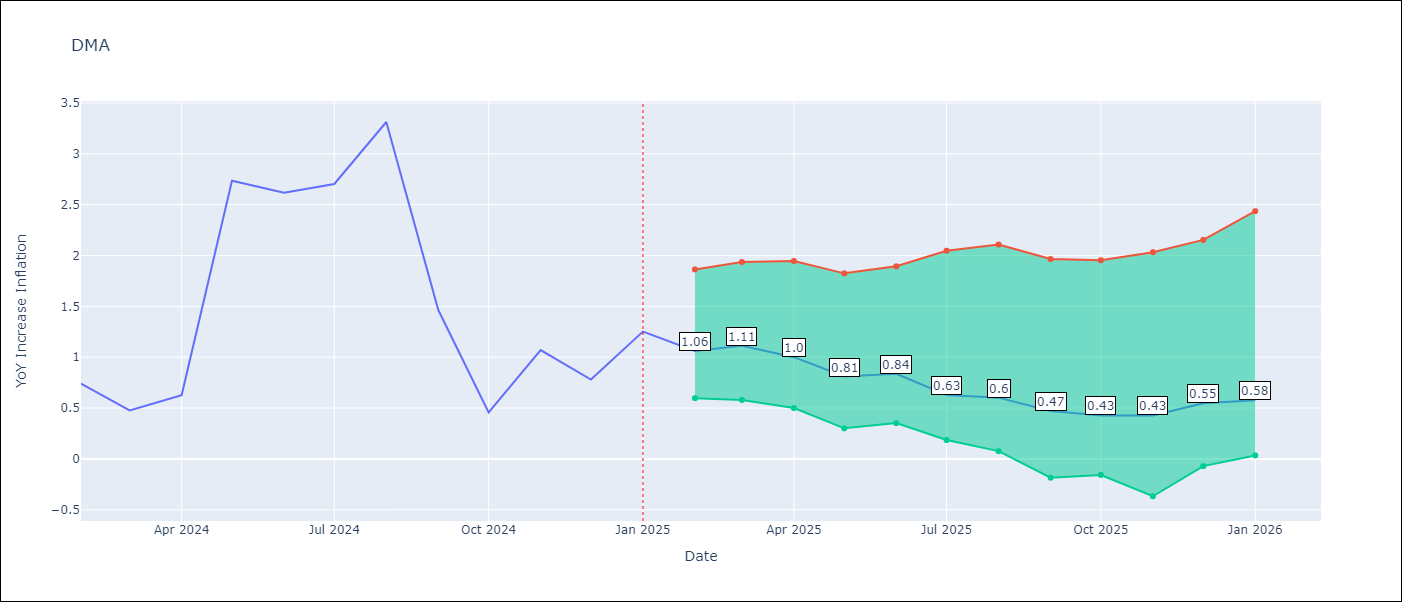 DMA
3.5
3
2.5
2
1.5
1
0.5
0
−0.5
YoY Increase Inflation
1.06
1.11
1.0
0.81
0.84
0.63
0.6
0.47
0.43
0.43
0.55
0.58
Apr 2024
Jul 2024
Oct 2024
Jan 2025
Apr 2025
Jul 2025
Oct 2025
Jan 2026
Date